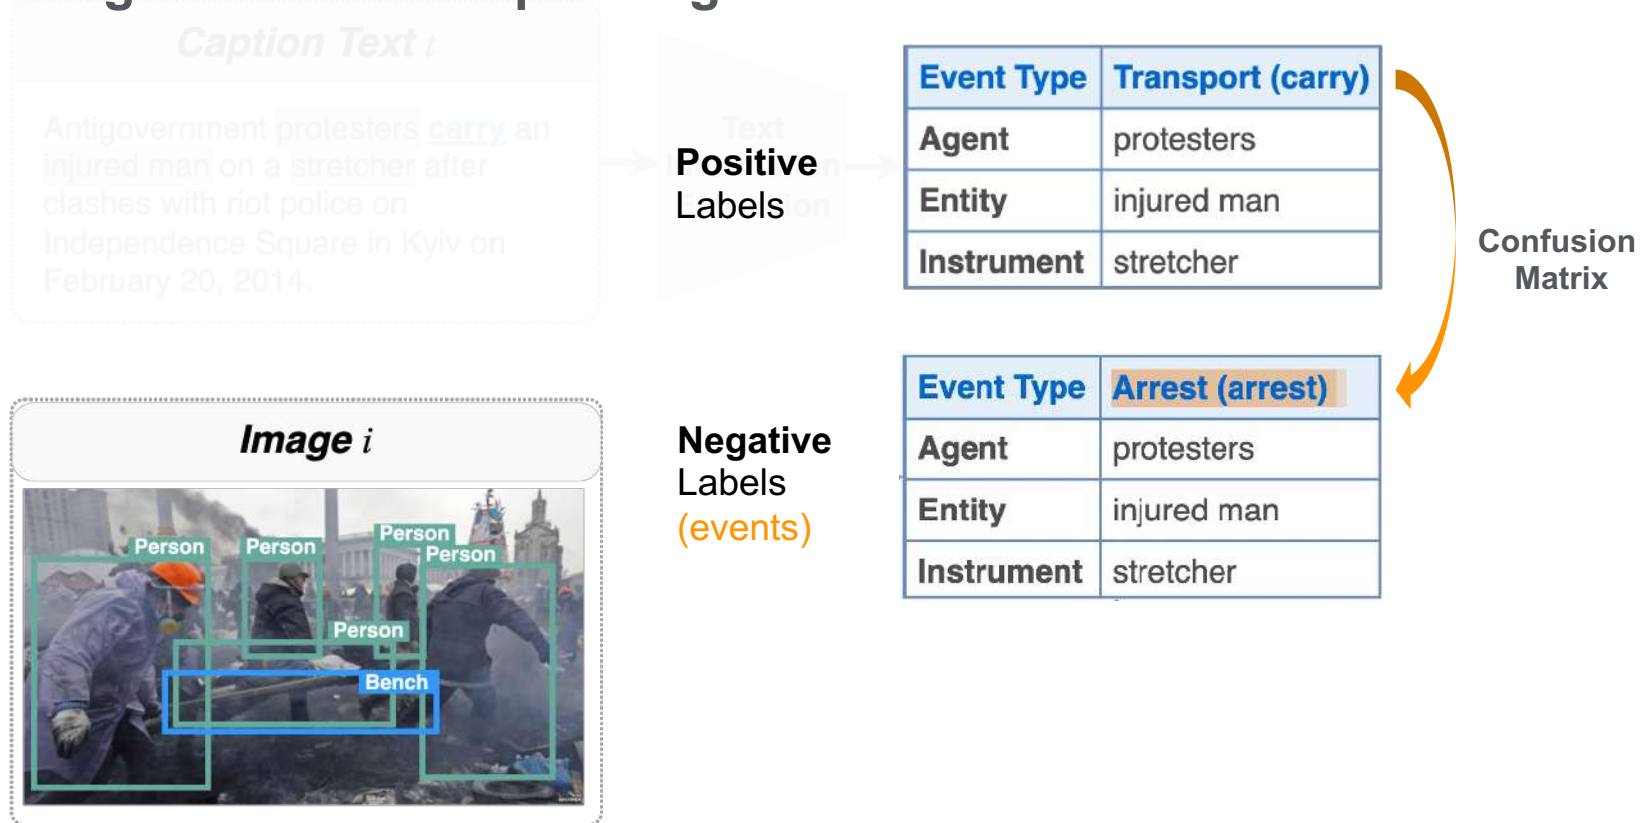 Caption Text t
Antigovernment protesters carry an
injured man on a stretcher after
clashes with riot police on
Independence Square in Kyiv on
February 20, 2014.
Text
Positive
Labels
Event Type Transport (carry)
Agent protesters
Entity injured man
Instrument stretcher
Confusion
Matrix
Image i
Person
Person
Person
Person
Person
Bench
Negative
Labels
(events)
Event Type Arrest (arrest)
Agent protesters
Entity injured man
Instrument stretcher